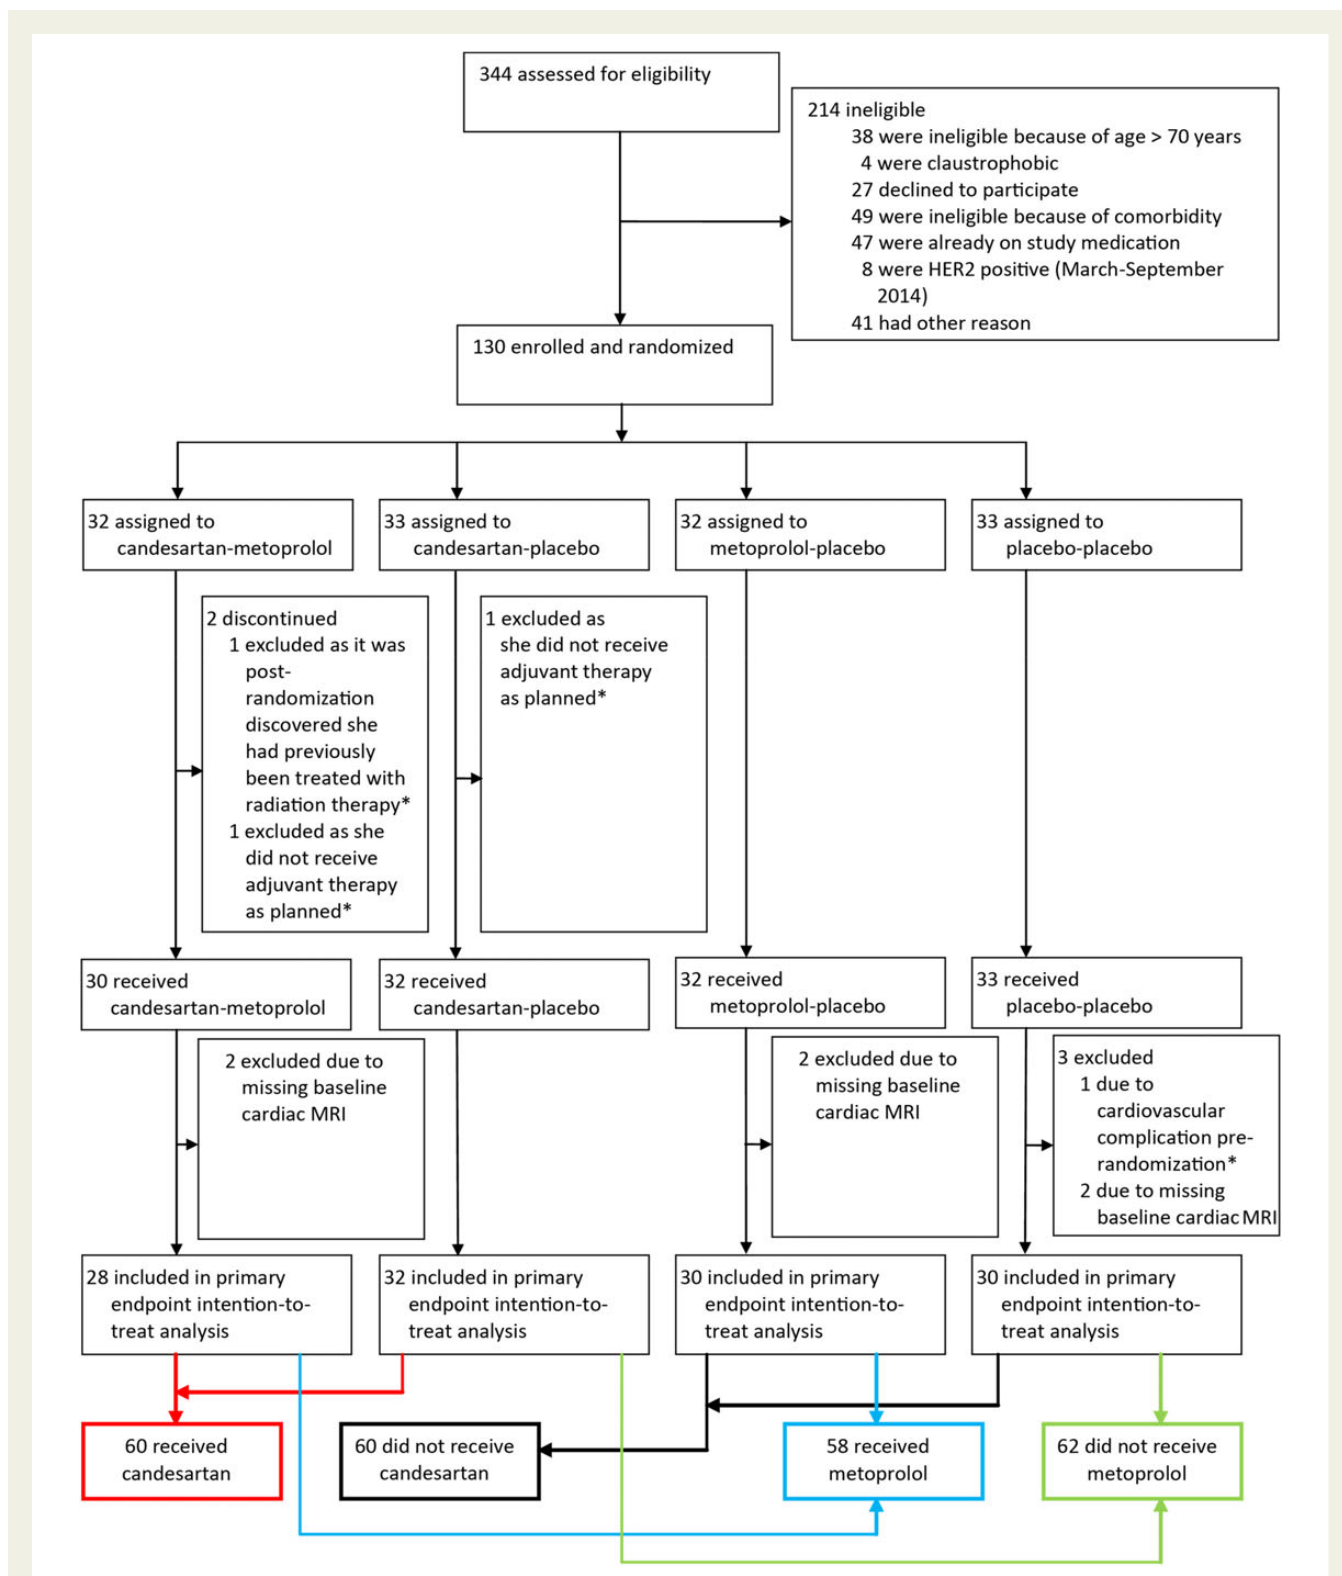 344 assessed for eligibility
214 ineligible
38 were ineligible because of age > 70 years
4 were claustrophobic
27 declined to participate
49 were ineligible because of comorbidity
47 were already on study medication
8 were HER2 positive (March-September
2014)
41 had other reason
130 enrolled and randomized
32 assigned to
candesartan-metoprolol
33 assigned to
candesartan-placebo
32 assigned to
metoprolol-placebo
33 assigned to
placebo-placebo
2 discontinued
1 excluded as it was
post-
randomization
discovered she
had previously
been treated with
radiation therapy*
1 excluded as she
did not receive
adjuvant therapy
as planned*
1 excluded as
she did not receive
adjuvant therapy
as planned*
30 received
candesartan-metoprolol
32 received
candesartan-placebo
32 received
metoprolol-placebo
33 received
placebo-placebo
2 excluded due to
missing baseline
cardiac MRI
2 excluded due to
missing baseline
cardiac MRI
3 excluded
1 due to
cardiovascular
complication pre-
randomization*
2 due to missing
baseline cardiac MRI
28 included in primary
endpoint intention-to-
treat analysis
32 included in primary
endpoint intention-to-
treat analysis
30 included in primary
endpoint intention-to-
treat analysis
30 included in primary
endpoint intention-to-
treat analysis
60 received
candesartan
60 did not receive
candesartan
58 received
metoprolol
62 did not receive
metoprolol